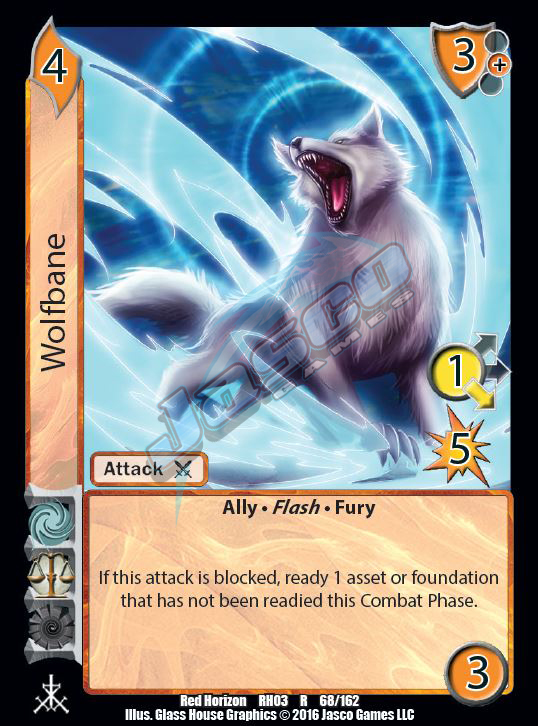 4
3
+
Wolfbane
JASCO
GAMES
1
5
Attack
Ally • Flash • Fury
If this attack is blocked, ready 1 asset or foundation
that has not been readied this Combat Phase.
3
Red Horizon RH03 R 68/162
Illus. Glass House Graphics © 2016 Jasco Games LLC